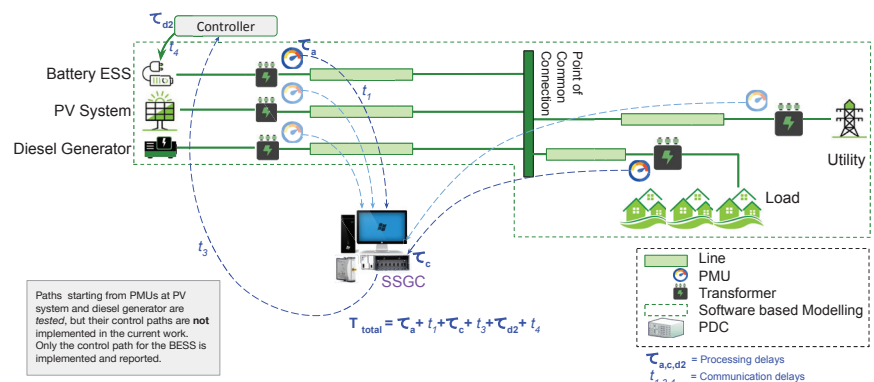 τd2
Controller
t4
τa
Battery ESS
t1
PV System
Diesel Generator
Point of
Common
Connection
Utility
Load
t3
τc
SSGC
T total = τa + t1 + τc + t3 + τd2 + t4
Paths starting from PMUs at PV
system and diesel generator are
tested, but their control paths are not
implemented in the current work.
Only the control path for the BESS is
implemented and reported.
Line
PMU
Transformer
Software based Modelling
PDC
τa,c,d2 = Processing delays
= Communication delays